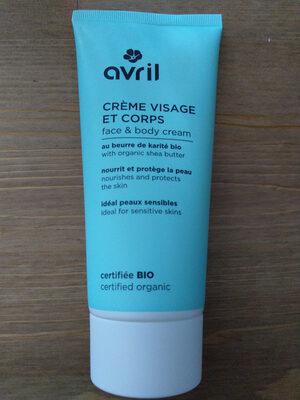 avril
CRÈME VISAGE
ET CORPS
face & body cream
au beurre de karité bio
with organic shea butter
nourrit et protège la peau
nourishes and protects
the skin
idéal peaux sensibles
Ideal for sensitive skins
certifiée BIO
certified organic